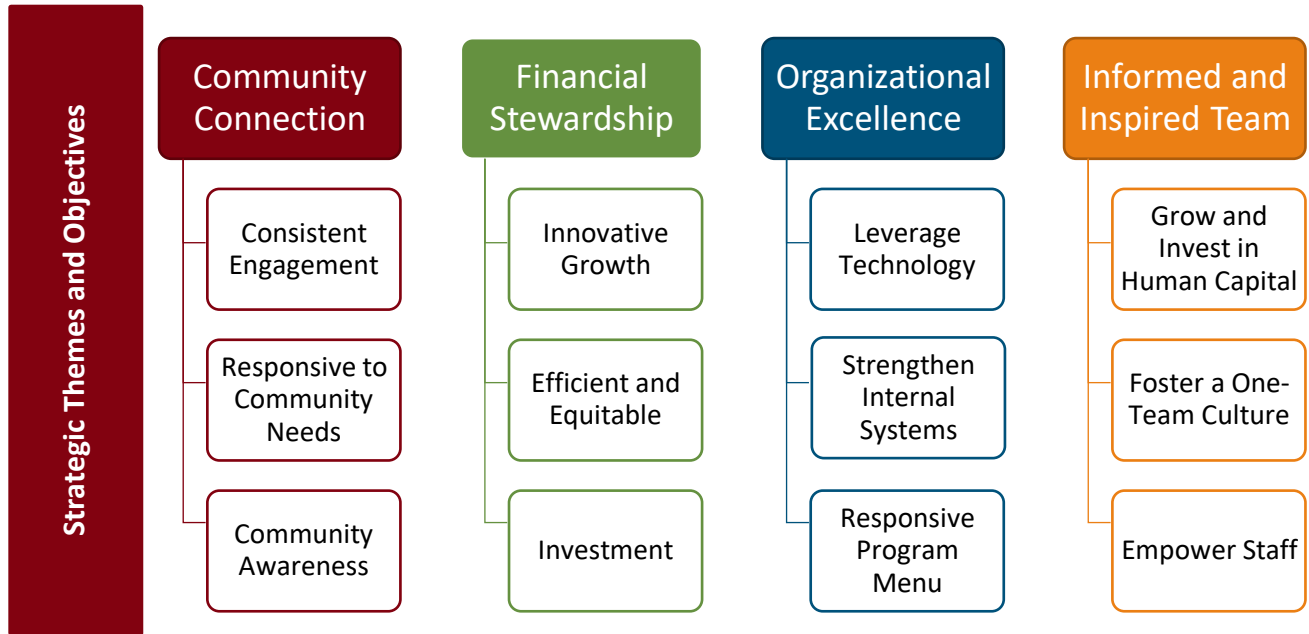 Strategic Themes and Objectives
Community
Connection
Consistent
Engagement
Responsive to
Community
Needs
Community
Awareness
Financial
Stewardship
Innovative
Growth
Efficient and
Equitable
Investment
Organizational
Excellence
Leverage
Technology
Strengthen
Internal
Systems
Responsive
Program
Menu
Informed and
Inspired Team
Grow and
Invest in
Human Capital
Foster a One-
Team Culture
Empower Staff